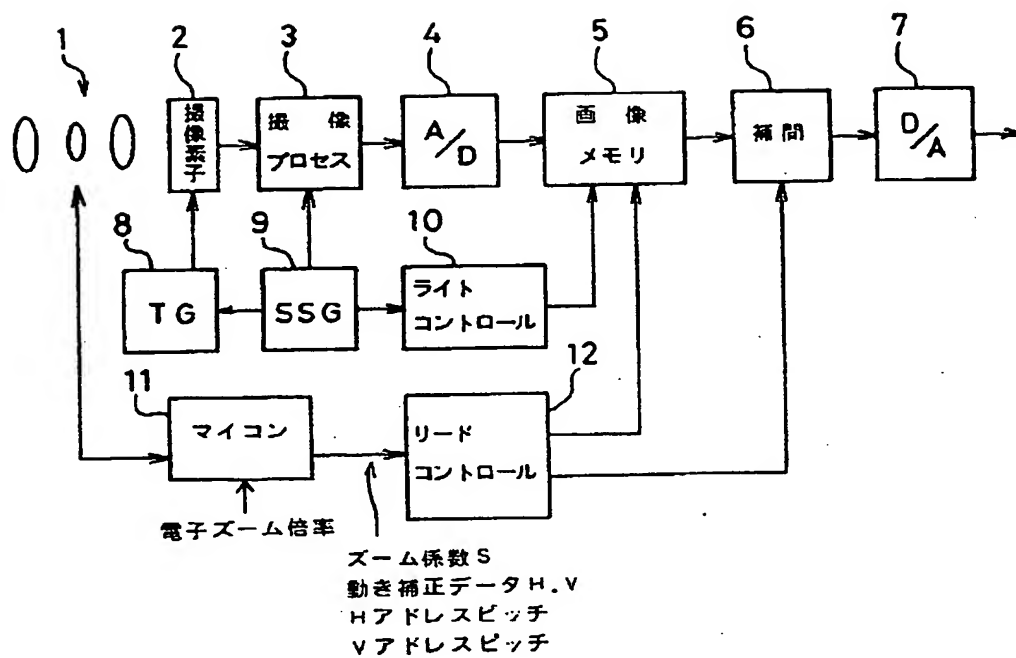 1
2
3
4
5
6
7
撮像素子
撮像
プロセス
A/D
画像
メモリ
補間
D/A
8
9
10
TG
SSG
ライト
コントロール
11
12
マイコン
リード
コントロール
電子ズーム倍率
ズーム係数S
動き補正データH.V
Hアドレスピッチ
Vアドレスピッチ